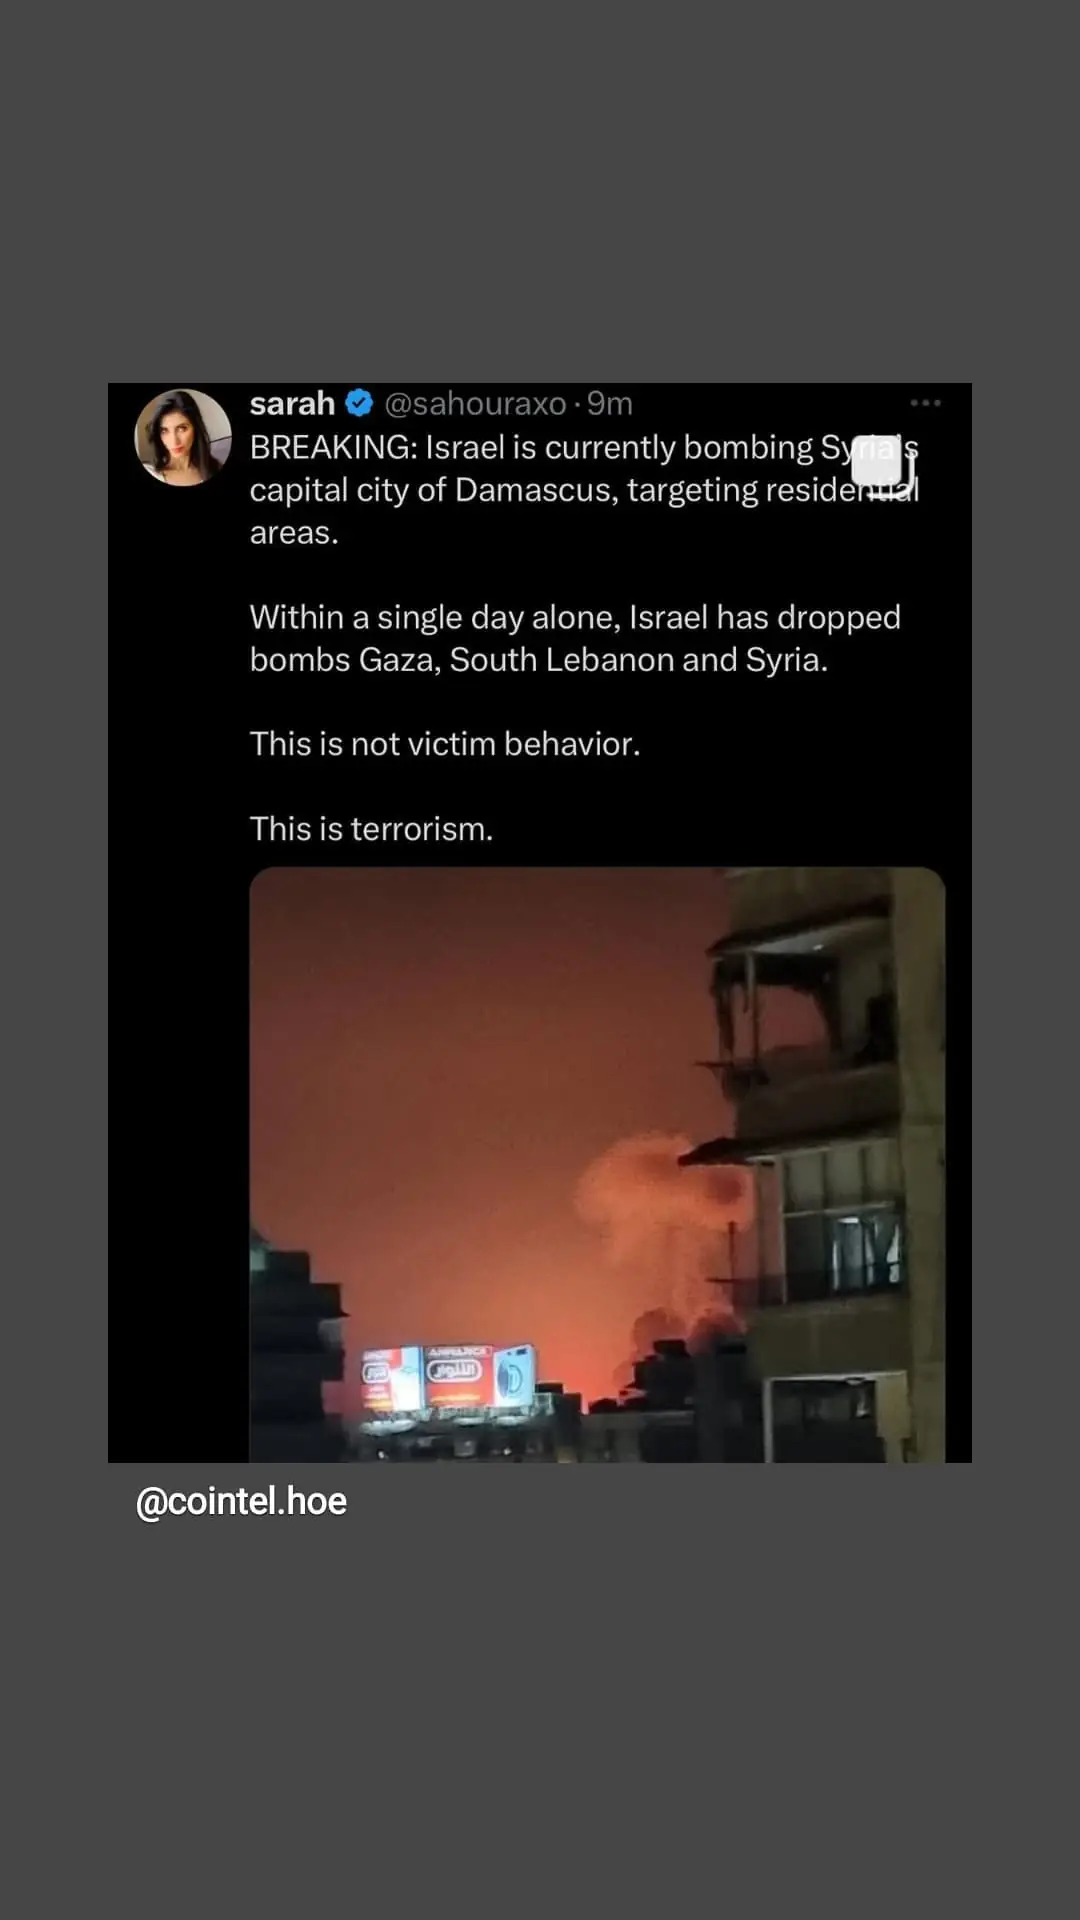 sarah @sahouraxo · 9m
BREAKING: Israel is currently bombing Syria's
capital city of Damascus, targeting residential
areas.
Within a single day alone, Israel has dropped
bombs Gaza, South Lebanon and Syria.
This is not victim behavior.
This is terrorism.
@cointel.hoe